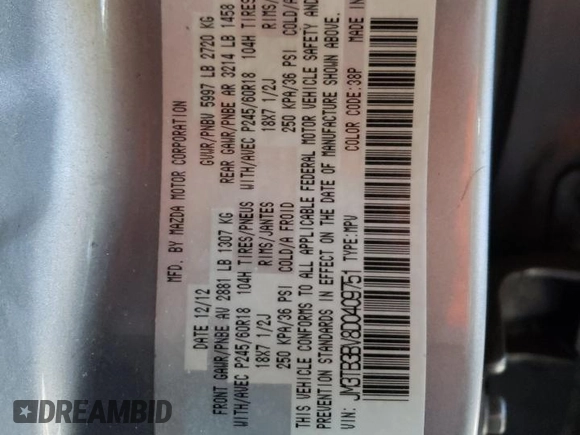 MFD. BY MAZDA MOTOR CORPORATION
DATE 12/12 GVWR/PNBV 5997 LB 2720 KG
FRONT GAWR/PNBE AV 2881 LB 1307 KG REAR GAWR/PNBE AR 3214 LB 1458
WITH/AVEC P245/60R18 104H TIRES/PNEUS WITH/AVEC P245/60R18 104H TIRES
18X7 1/2J RIMS/JANTES 18X7 1/2J RIMS/
250 KPA/36 PSI COLD/A FROID 250 KPA/36 PSI COLD/A
THIS VEHICLE CONFORMS TO ALL APPLICABLE FEDERAL MOTOR VEHICLE SAFETY AND
PREVENTION STANDARDS IN EFFECT ON THE DATE OF MANUFACTURE SHOWN ABOVE.
VIN: JM3TB3BV8D0409751 TYPE:MPV COLOR CODE:38P MADE IN
DREAMBID